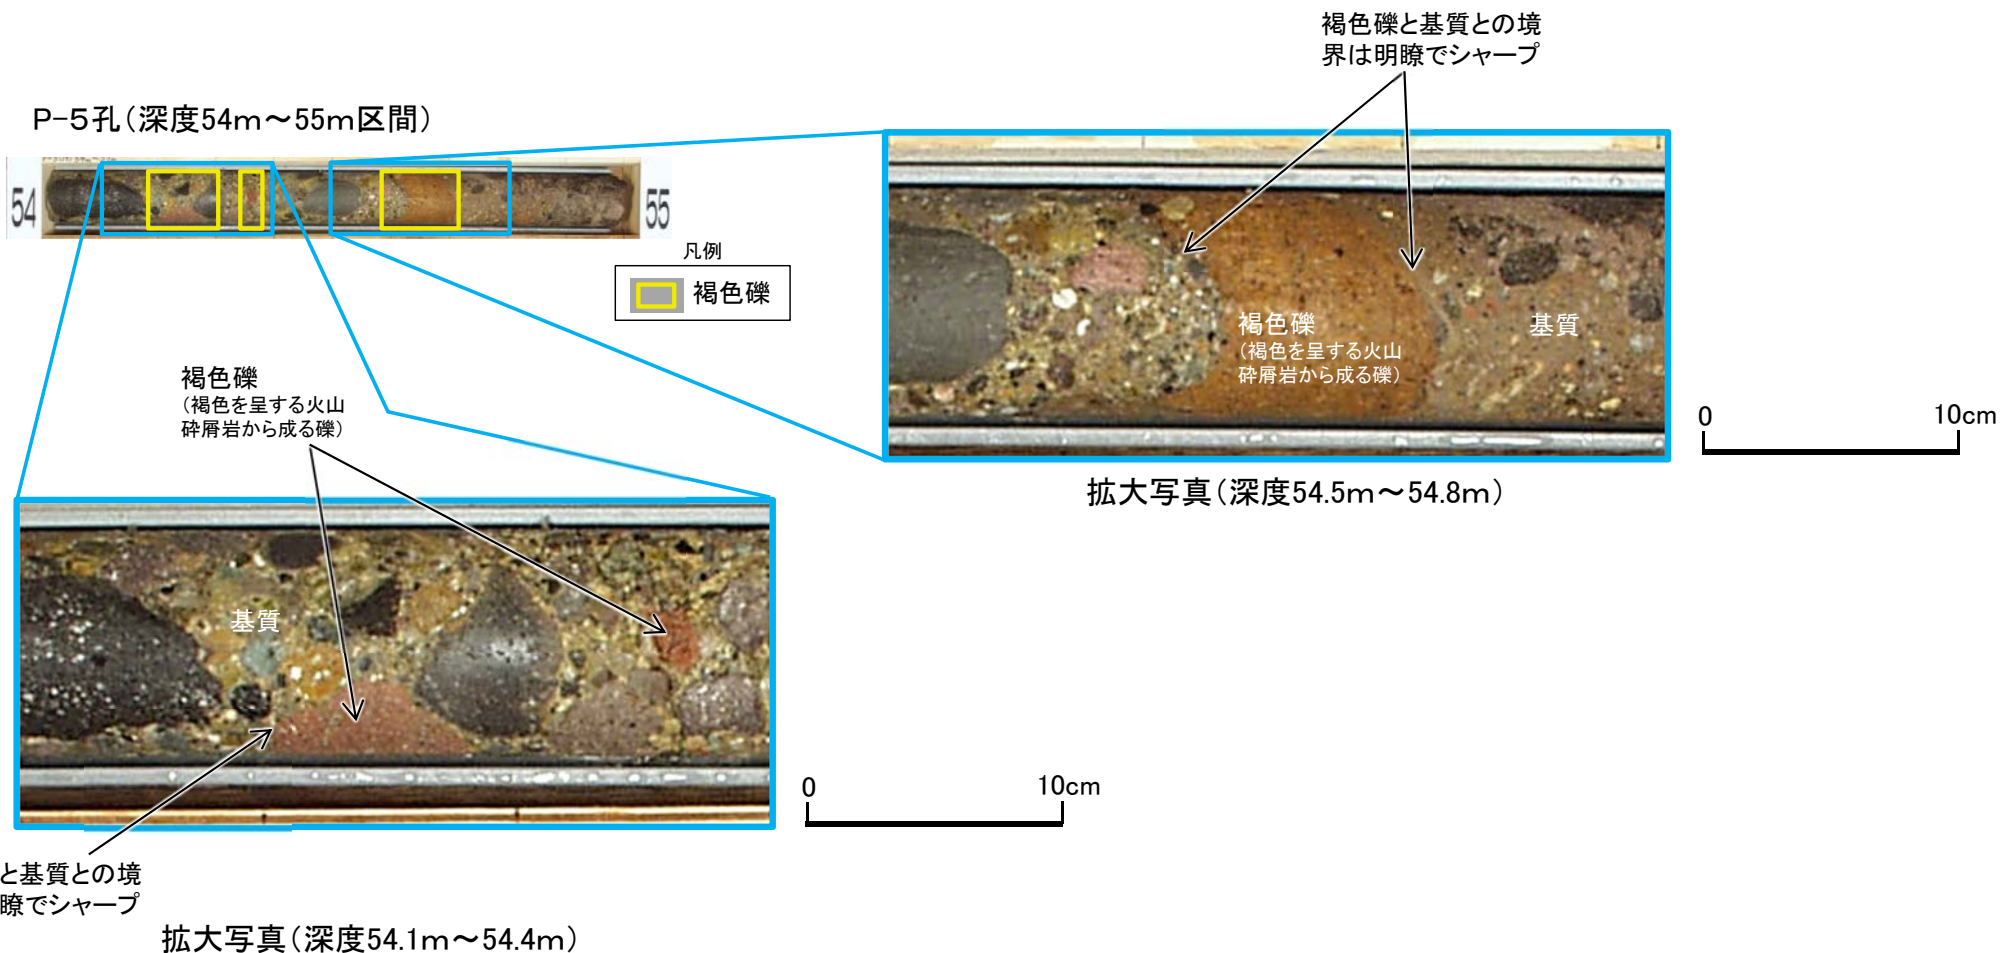 褐色礫と基質との境
界は明瞭でシャープ
P-5孔(深度54m～55m区間)
54
55
凡例
褐色礫
褐色礫
(褐色を呈する火山
砕屑岩から成る礫)
基質
0
10cm
拡大写真(深度54.5m～54.8m)
褐色礫
(褐色を呈する火山
砕屑岩から成る礫)
基質
0
10cm
と基質との境
瞭でシャープ
拡大写真(深度54.1m～54.4m)